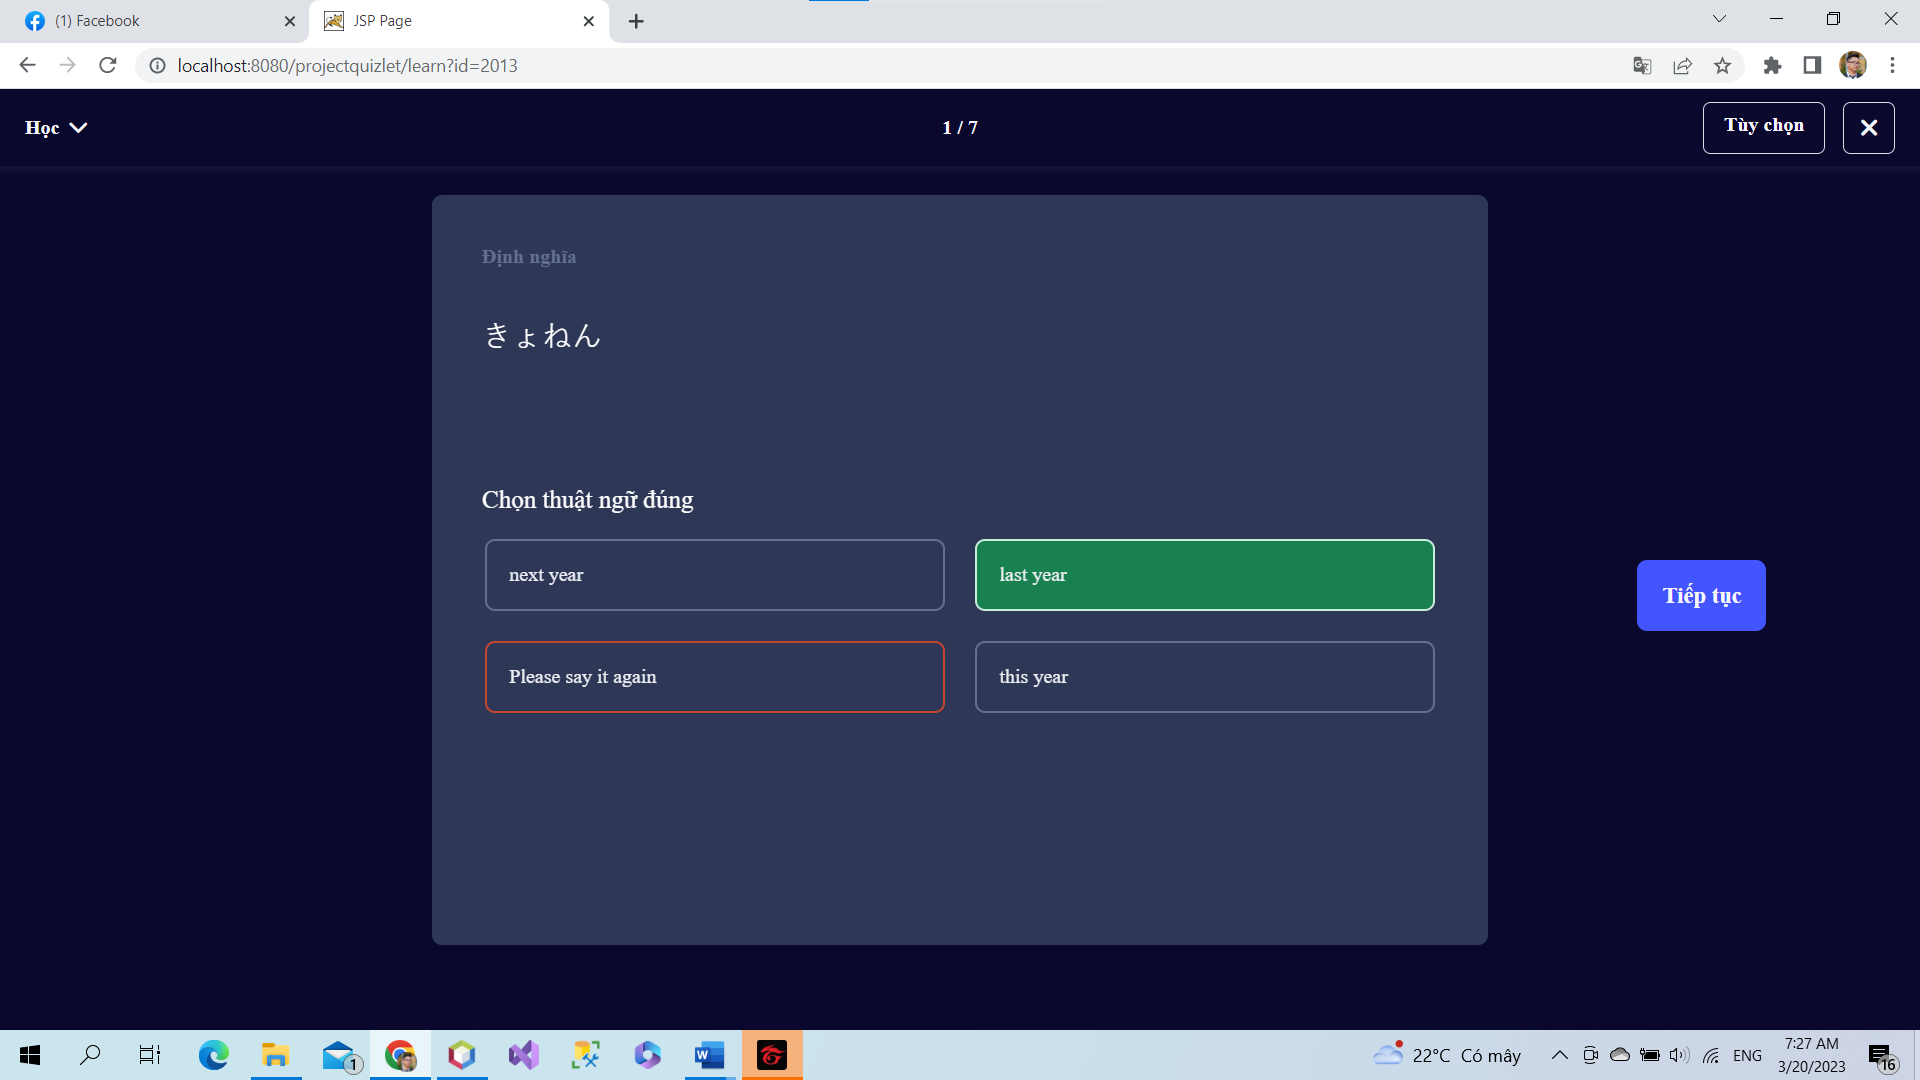 (1) Facebook
JSP Page
localhost:8080/projectquizlet/learn?id=2013
Học
1 / 7
Tùy chọn
Định nghĩa
きょねん
Chọn thuật ngữ đúng
next year
last year
Please say it again
this year
Tiếp tục
1
22°C Có mây
ENG
7:27 AM
3/20/2023
16